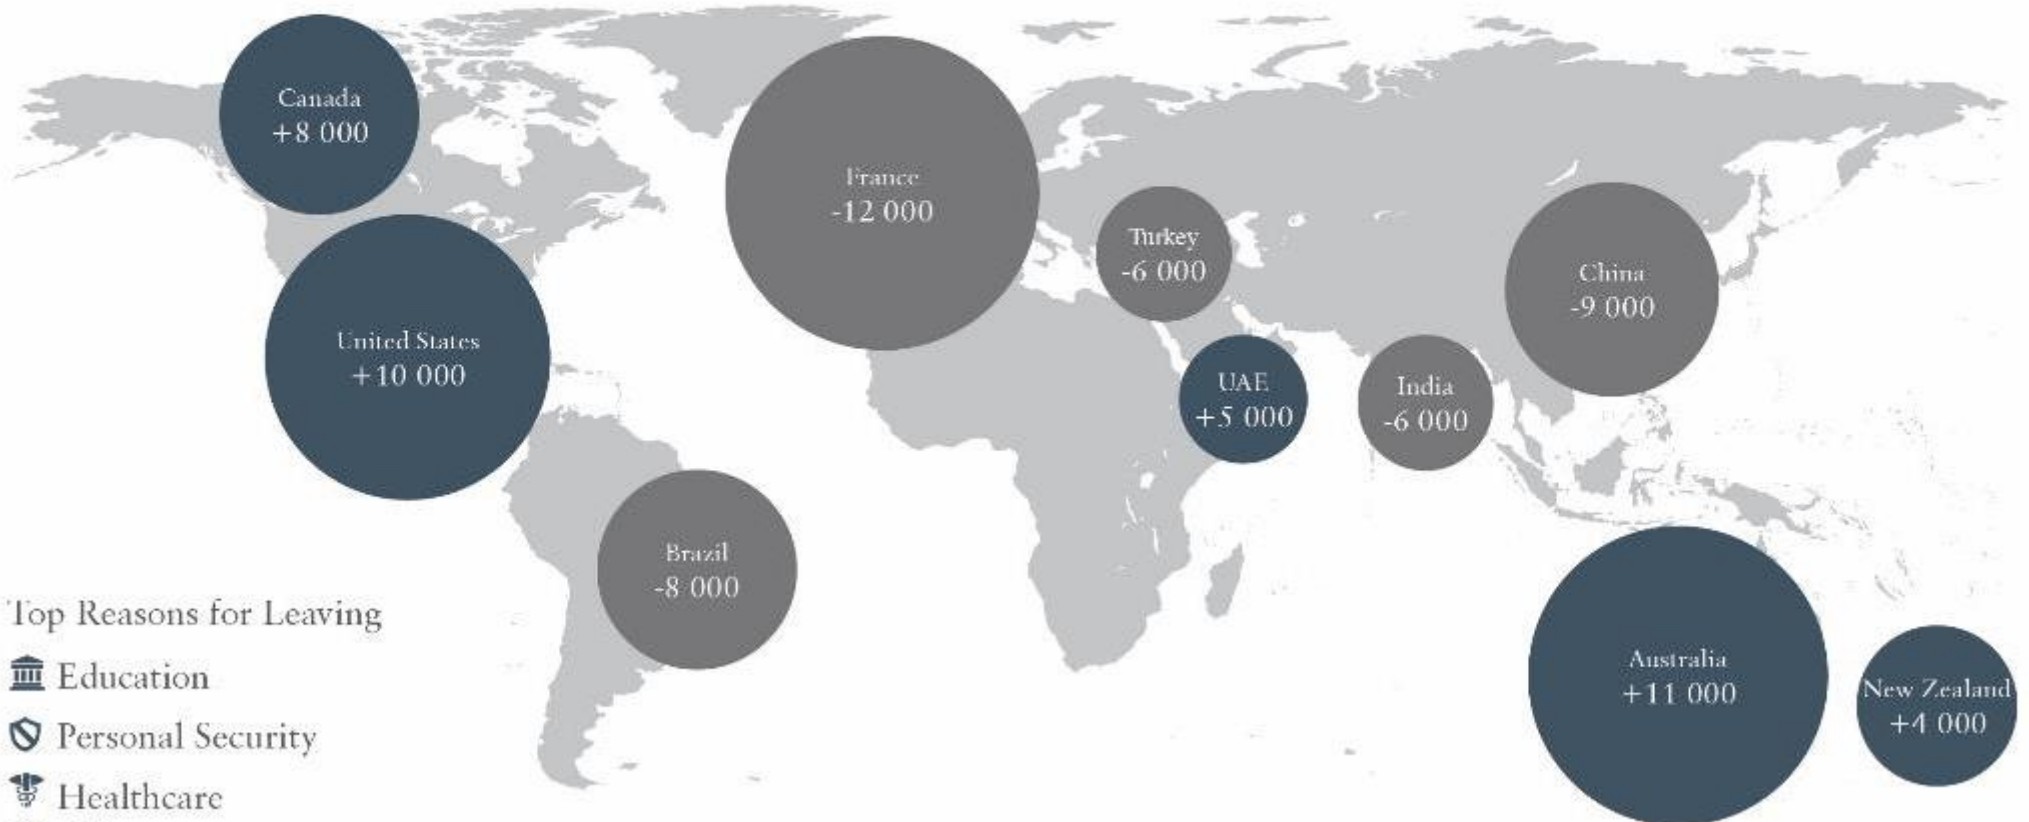 Canada
+8 000
France
-12 000
Turkey
-6 000
China
-9 000
United States
+10 000
UAE
+5 000
India
-6 000
Brazil
-8 000
Australia
+11 000
New Zealand
+4 000
Top Reasons for Leaving
Education
Personal Security
Healthcare